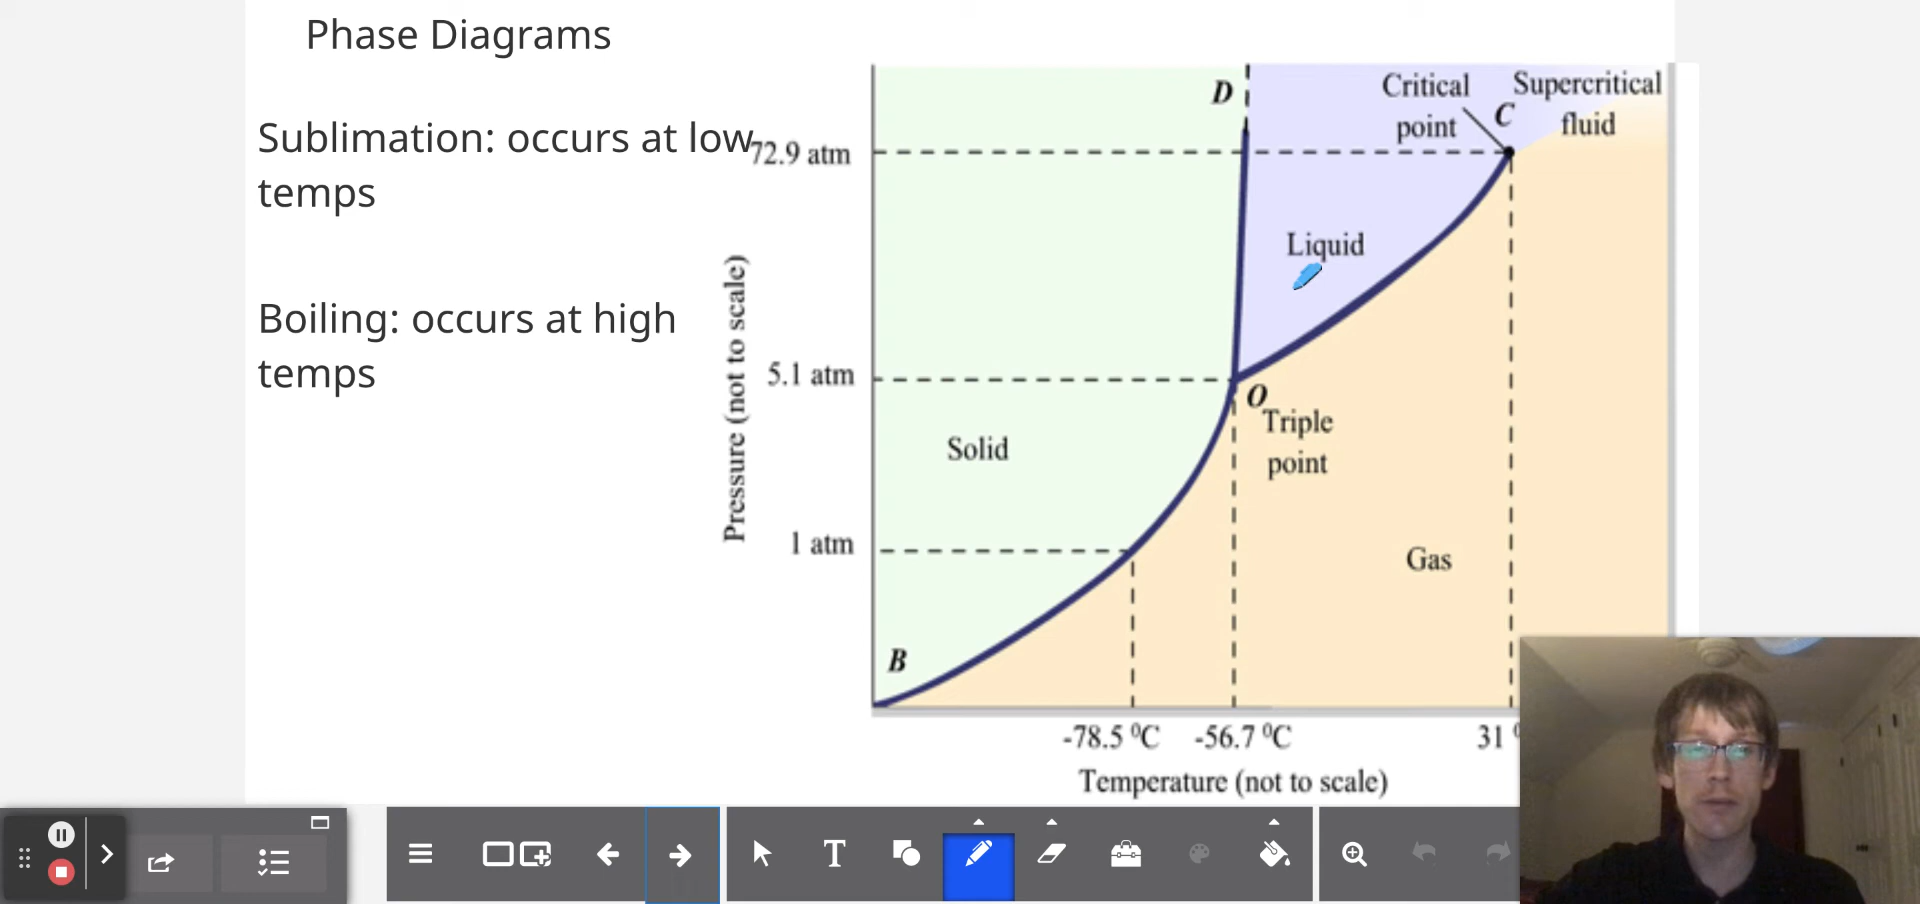 Phase Diagrams
Sublimation: occurs at low
temps
Boiling: occurs at high
temps
D
Critical
point
C
Supercritical
fluid
72.9 atm
Liquid
Pressure (not to scale)
5.1 atm
O
Triple
point
Solid
1 atm
Gas
B
-78.5 ⁰C
-56.7 ⁰C
31
Temperature (not to scale)
T